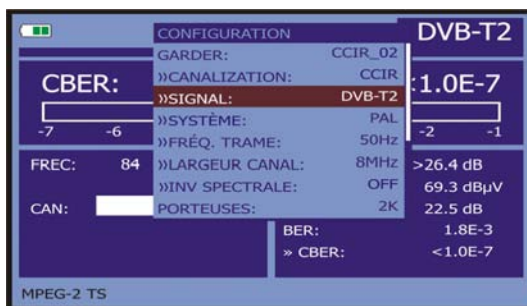 DVB-T2
CONFIGURATION
GARDER: CCIR_02
»CANALIZATION: CCIR
»SIGNAL: DVB-T2
»SYSTÈME: PAL
»FRÉQ. TRAME: 50Hz
»LARGEUR CANAL: 8MHz
»INV SPECTRALE: OFF
PORTEUSES: 2K
CBER: <1.0E-7
-7 -6 -2 -1
FREC: 84 >26.4 dB
69.3 dBµV
CAN: 22.5 dB
BER: 1.8E-3
» CBER: <1.0E-7
MPEG-2 TS